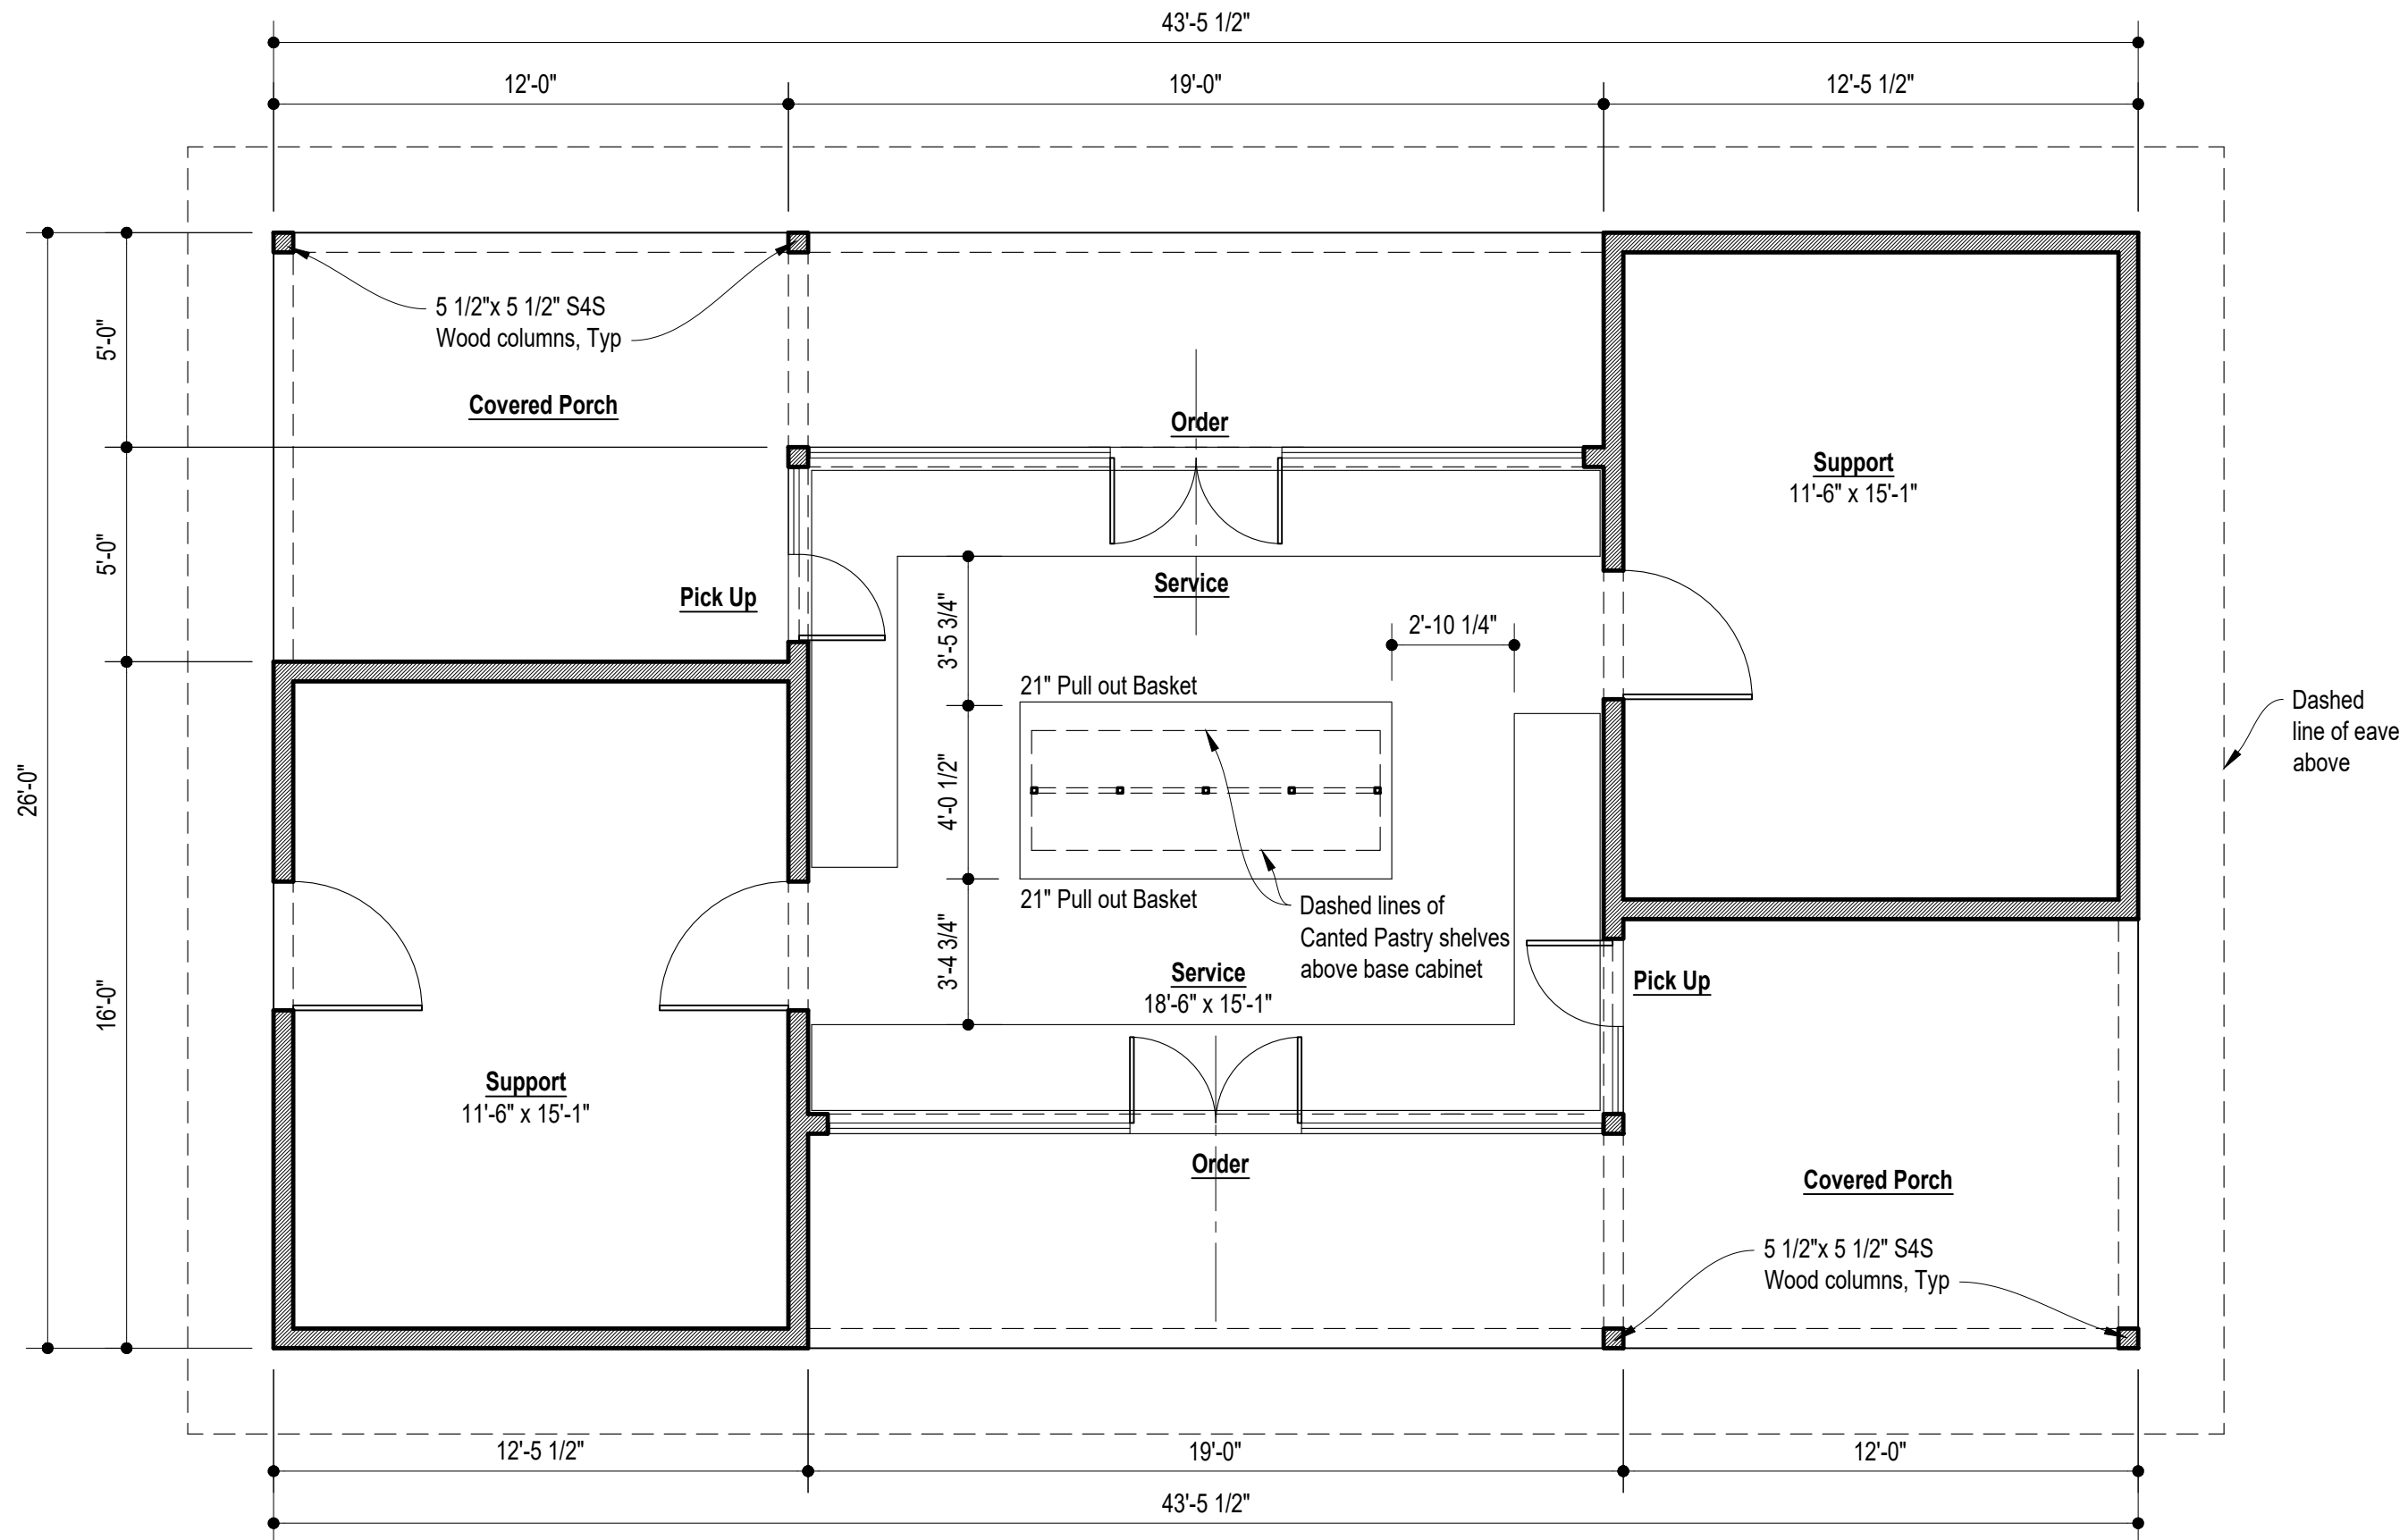 43'-5 1/2"
12'-0"
19'-0"
12'-5 1/2"
5 1/2"x 5 1/2" S4S
Wood columns, Typ
5'-0"
Covered Porch
Order
Support
11'-6" x 15'-1"
5'-0"
Pick Up
Service
3'-5 3/4"
2'-10 1/4"
21" Pull out Basket
Dashed
line of eave
above
26'-0"
4'-0 1/2"
21" Pull out Basket
Dashed lines of
Canted Pastry shelves
above base cabinet
3'-4 3/4"
16'-0"
Service
18'-6" x 15'-1"
Pick Up
Support
11'-6" x 15'-1"
Order
Covered Porch
5 1/2"x 5 1/2" S4S
Wood columns, Typ
12'-5 1/2"
19'-0"
12'-0"
43'-5 1/2"